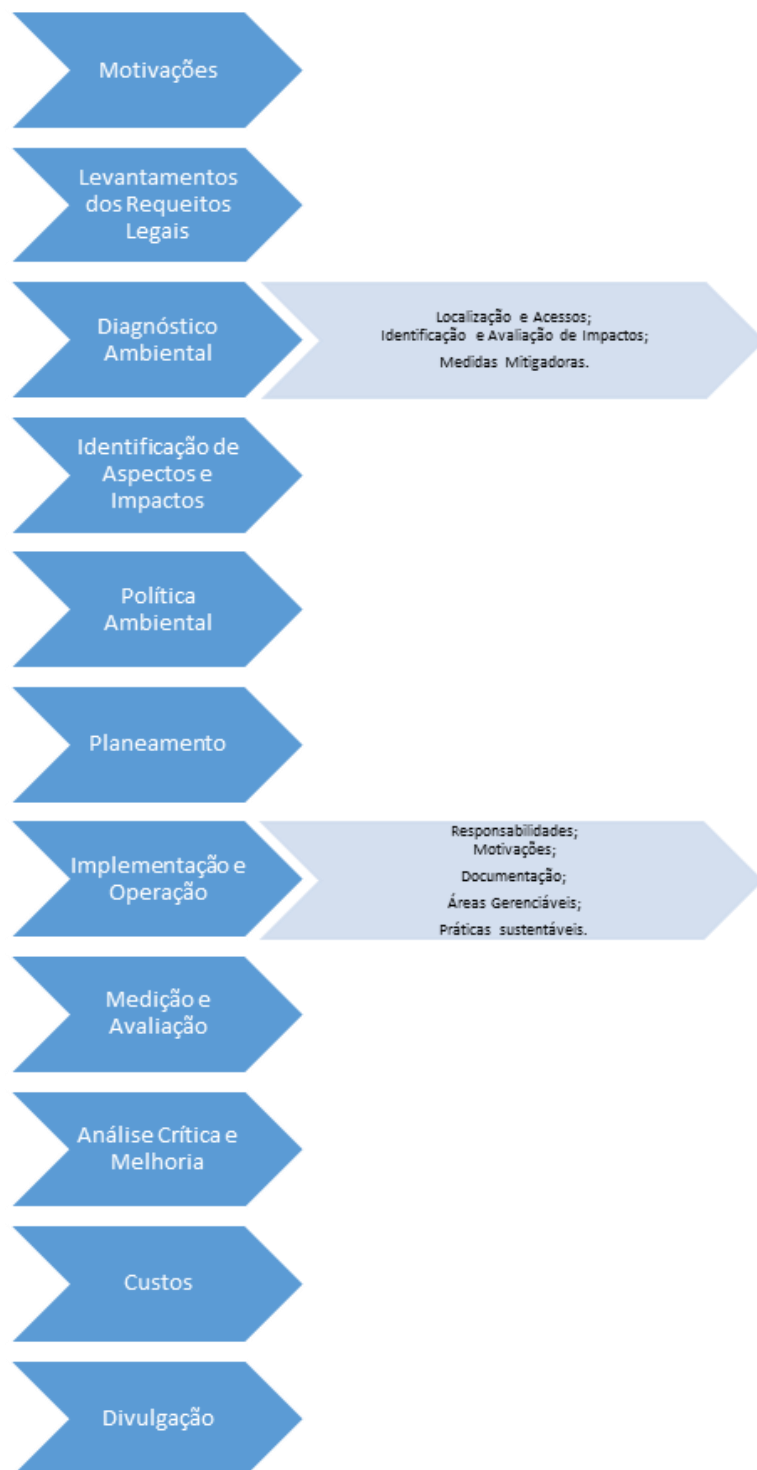 Motivações
Levantamentos
dos Requeitos
Legais
Diagnóstico
Ambiental
Localização e Acessos;
Identificação e Avaliação de Impactos;
Medidas Mitigadoras.
Identificação de
Aspectos e
Impactos
Política
Ambiental
Planeamento
Implementação e
Operação
Responsabilidades;
Motivações;
Documentação;
Áreas Gerenciáveis;
Práticas sustentáveis.
Medição e
Avaliação
Análise Crítica e
Melhoria
Custos
Divulgação